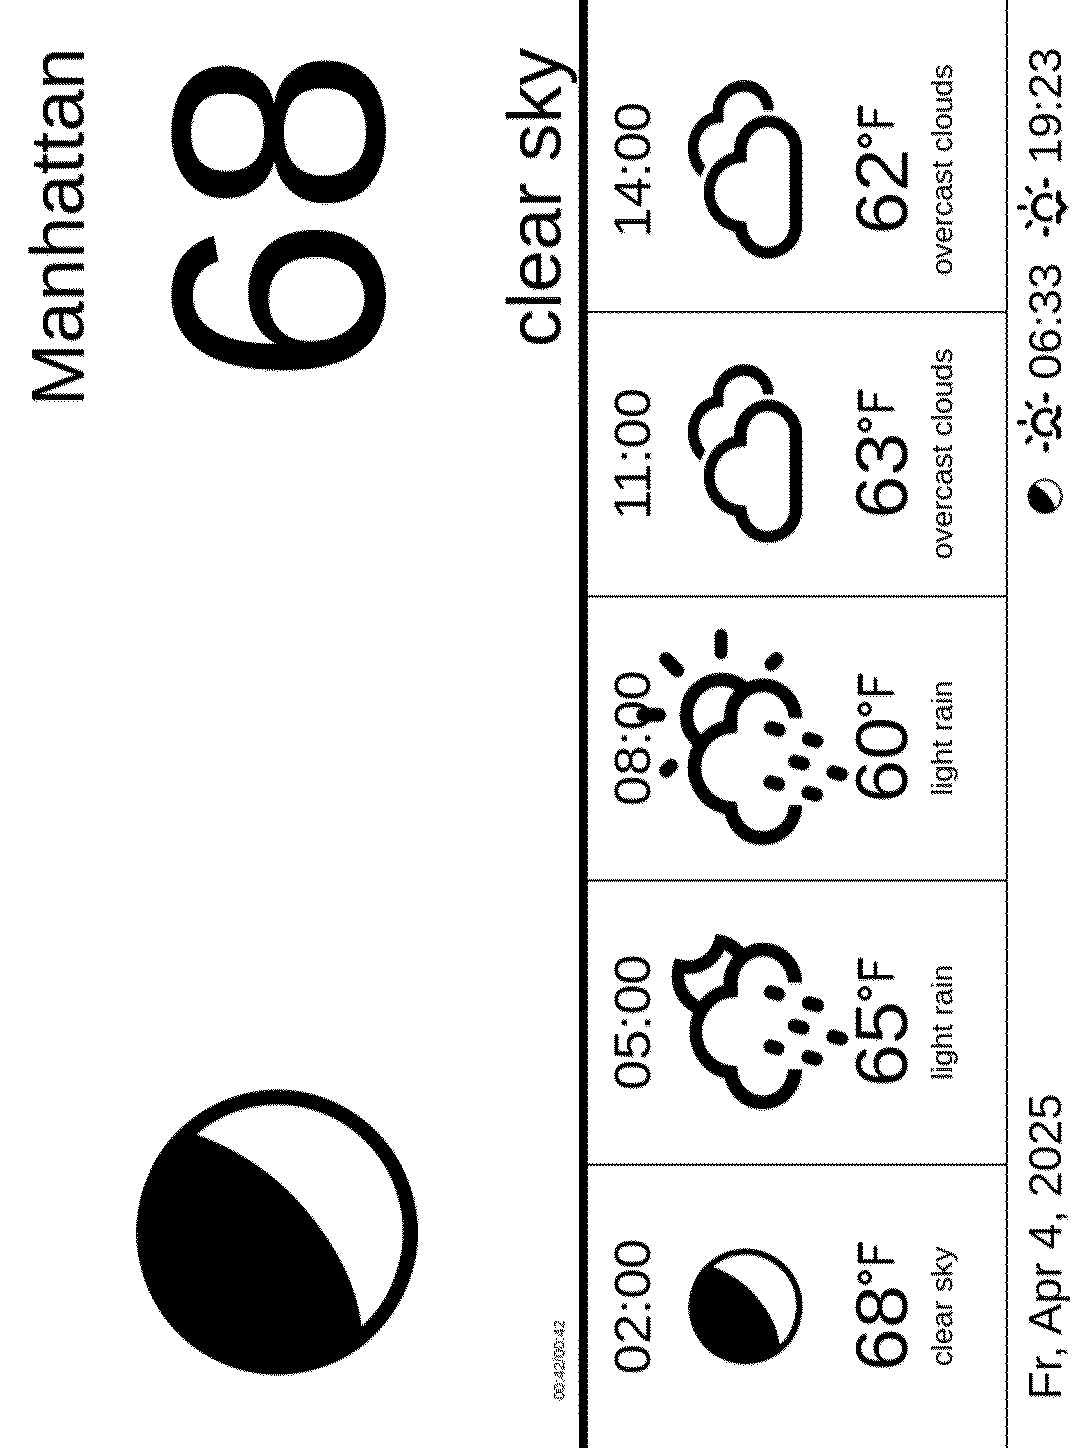 Manhattan
68
clear sky
00:42/00:42
02:00
68°F
clear sky
05:00
65°F
light rain
08:00
60°F
light rain
11:00
63°F
overcast clouds
14:00
62°F
overcast clouds
Fr, Apr 4, 2025
06:33 19:23